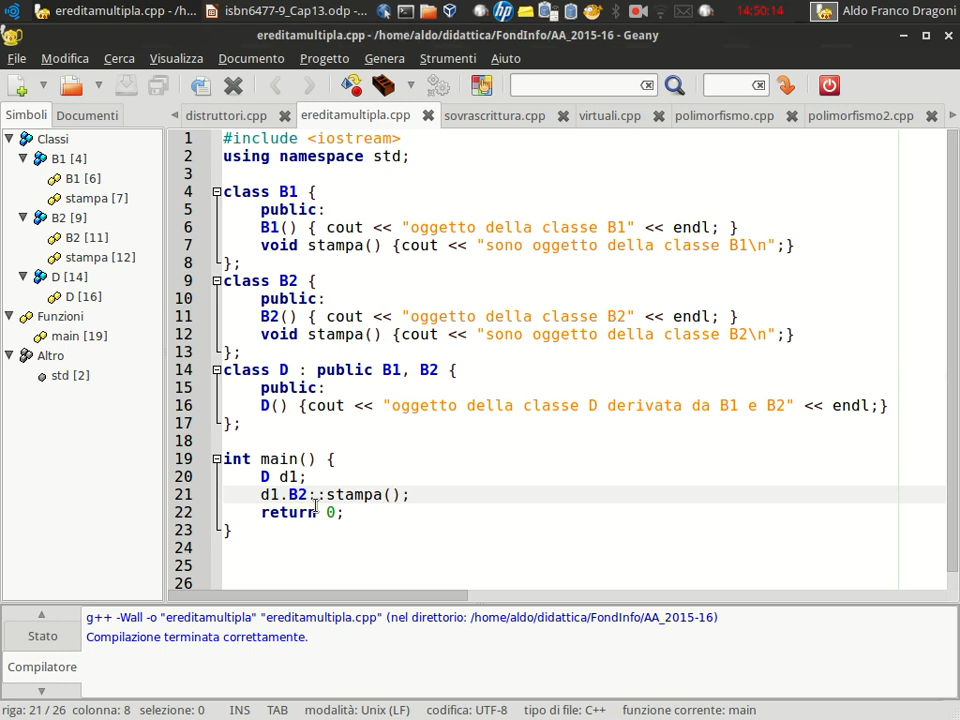 ereditamultipla.cpp - /h...
isbn6477-9_Cap13.odp -...
14:50:14
Aldo Franco Dragoni
ereditamultipla.cpp - /home/aldo/didattica/FondInfo/AA_2015-16 - Geany
File Modifica Cerca Visualizza Documento Progetto Genera Strumenti Aiuto
Simboli Documenti
distruttori.cpp ereditamultipla.cpp sovrascrittura.cpp virtuali.cpp polimorfismo.cpp polimorfismo2.cpp
Classi
B1 [4]
B1 [6]
stampa [7]
B2 [9]
B2 [11]
stampa [12]
D [14]
D [16]
Funzioni
main [19]
Altro
std [2]
1 #include <iostream>
2 using namespace std;
3
4 class B1 {
5 public:
6 B1() { cout << "oggetto della classe B1" << endl; }
7 void stampa() {cout << "sono oggetto della classe B1\n";}
8 };
9 class B2 {
10 public:
11 B2() { cout << "oggetto della classe B2" << endl; }
12 void stampa() {cout << "sono oggetto della classe B2\n";}
13 };
14 class D : public B1, B2 {
15 public:
16 D() {cout << "oggetto della classe D derivata da B1 e B2" << endl;}
17 };
18
19 int main() {
20 D d1;
21 d1.B2::stampa();
22 return 0;
23 }
24
25
26
Stato
Compilatore
g++ -Wall -o "ereditamultipla" "ereditamultipla.cpp" (nel direttorio: /home/aldo/didattica/FondInfo/AA_2015-16)
Compilazione terminata correttamente.
riga: 21 / 26 colonna: 8 selezione: 0 INS TAB modalità: Unix (LF) codifica: UTF-8 tipo di file: C++ funzione corrente: main